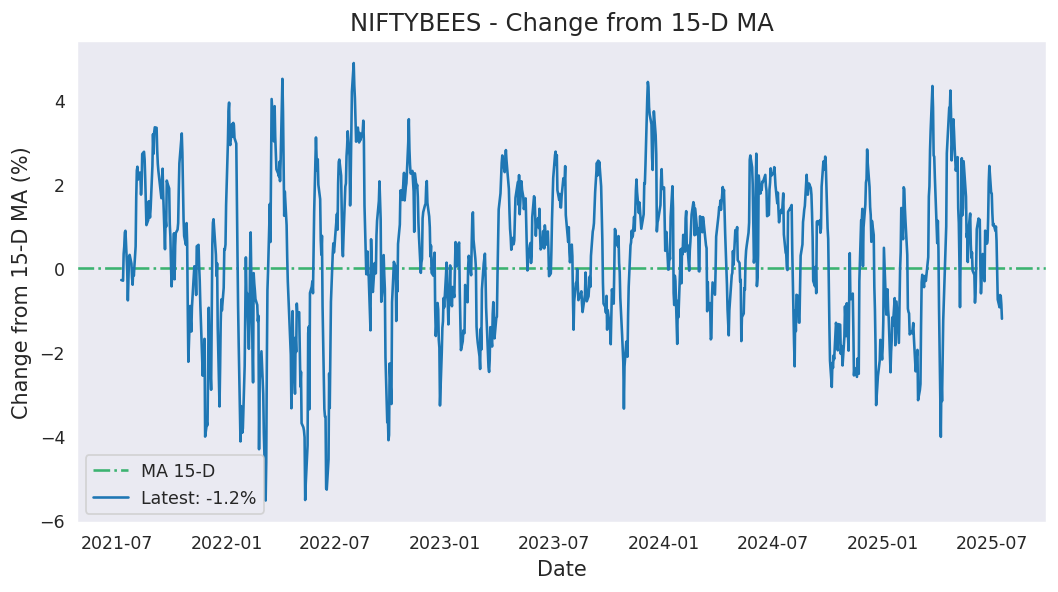 NIFTYBEES - Change from 15-D MA
Change from 15-D MA (%)
4
2
0
−2
−4
−6
MA 15-D
Latest: -1.2%
2021-07 2022-01 2022-07 2023-01 2023-07 2024-01 2024-07 2025-01 2025-07
Date